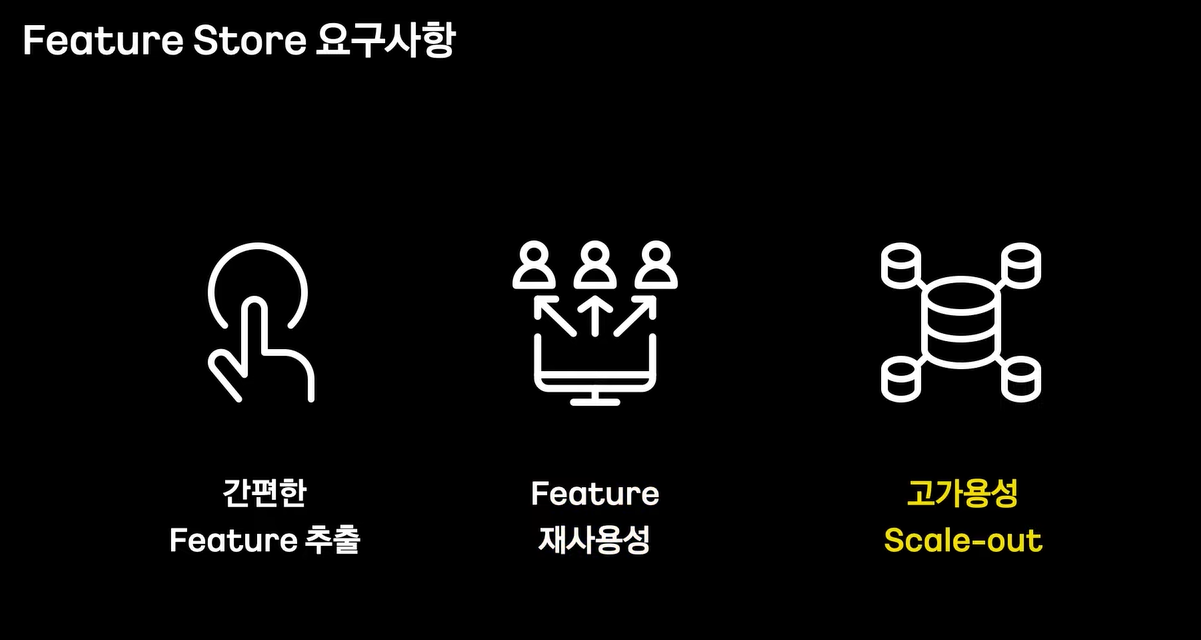 Feature Store 요구사항
간편한
Feature 추출
Feature
재사용성
고가용성
Scale-out